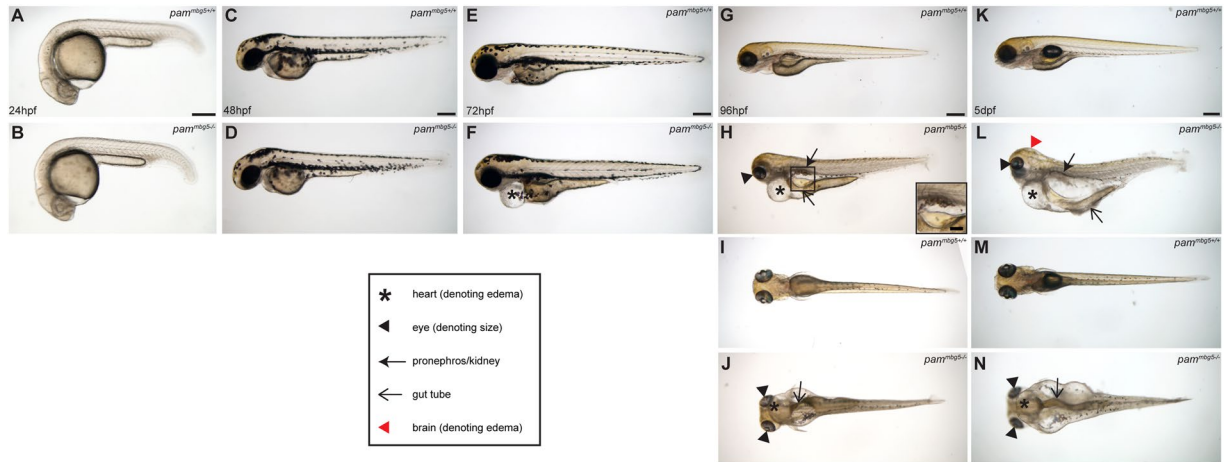 A
pam^mbg5+/+
24hpf
C
48hpf
E
pam^mbg5+/+
72hpf
G
pam^mbg5+/+
96hpf
K
pam^mbg5+/+
5dpf
B
pam^mbg5-/-
D
pam^mbg5-/-
F
pam^mbg5-/-
*
H
pam^mbg5-/-
*
L
pam^mbg5-/-
*
I
pam^mbg5+/+
M
pam^mbg5+/+
* heart (denoting edema)
eye (denoting size)
pronephros/kidney
gut tube
brain (denoting edema)
J
pam^mbg5-/-
*
N
pam^mbg5-/-
*